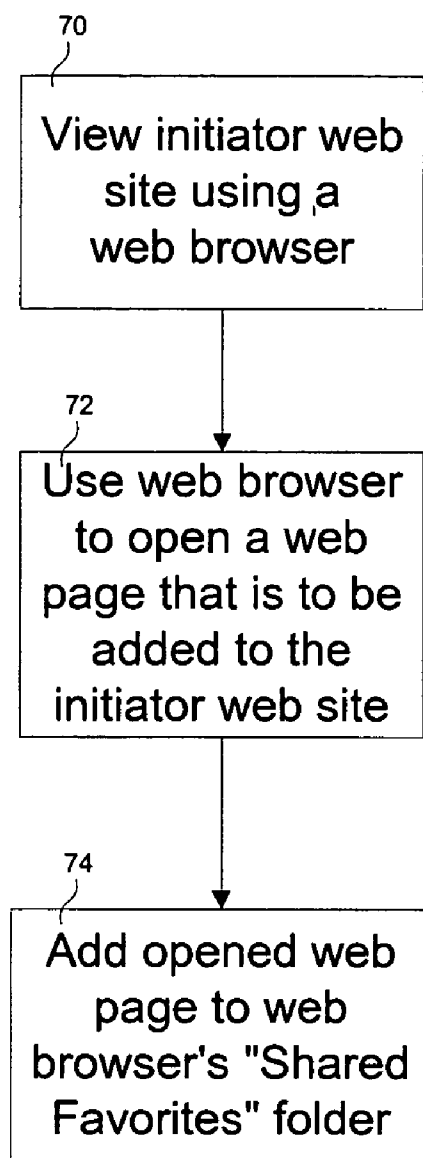 70
View initiator web
site using a
web browser
72
Use web browser
to open a web
page that is to be
added to the
initiator web site
74
Add opened web
page to web
browser's "Shared
Favorites" folder